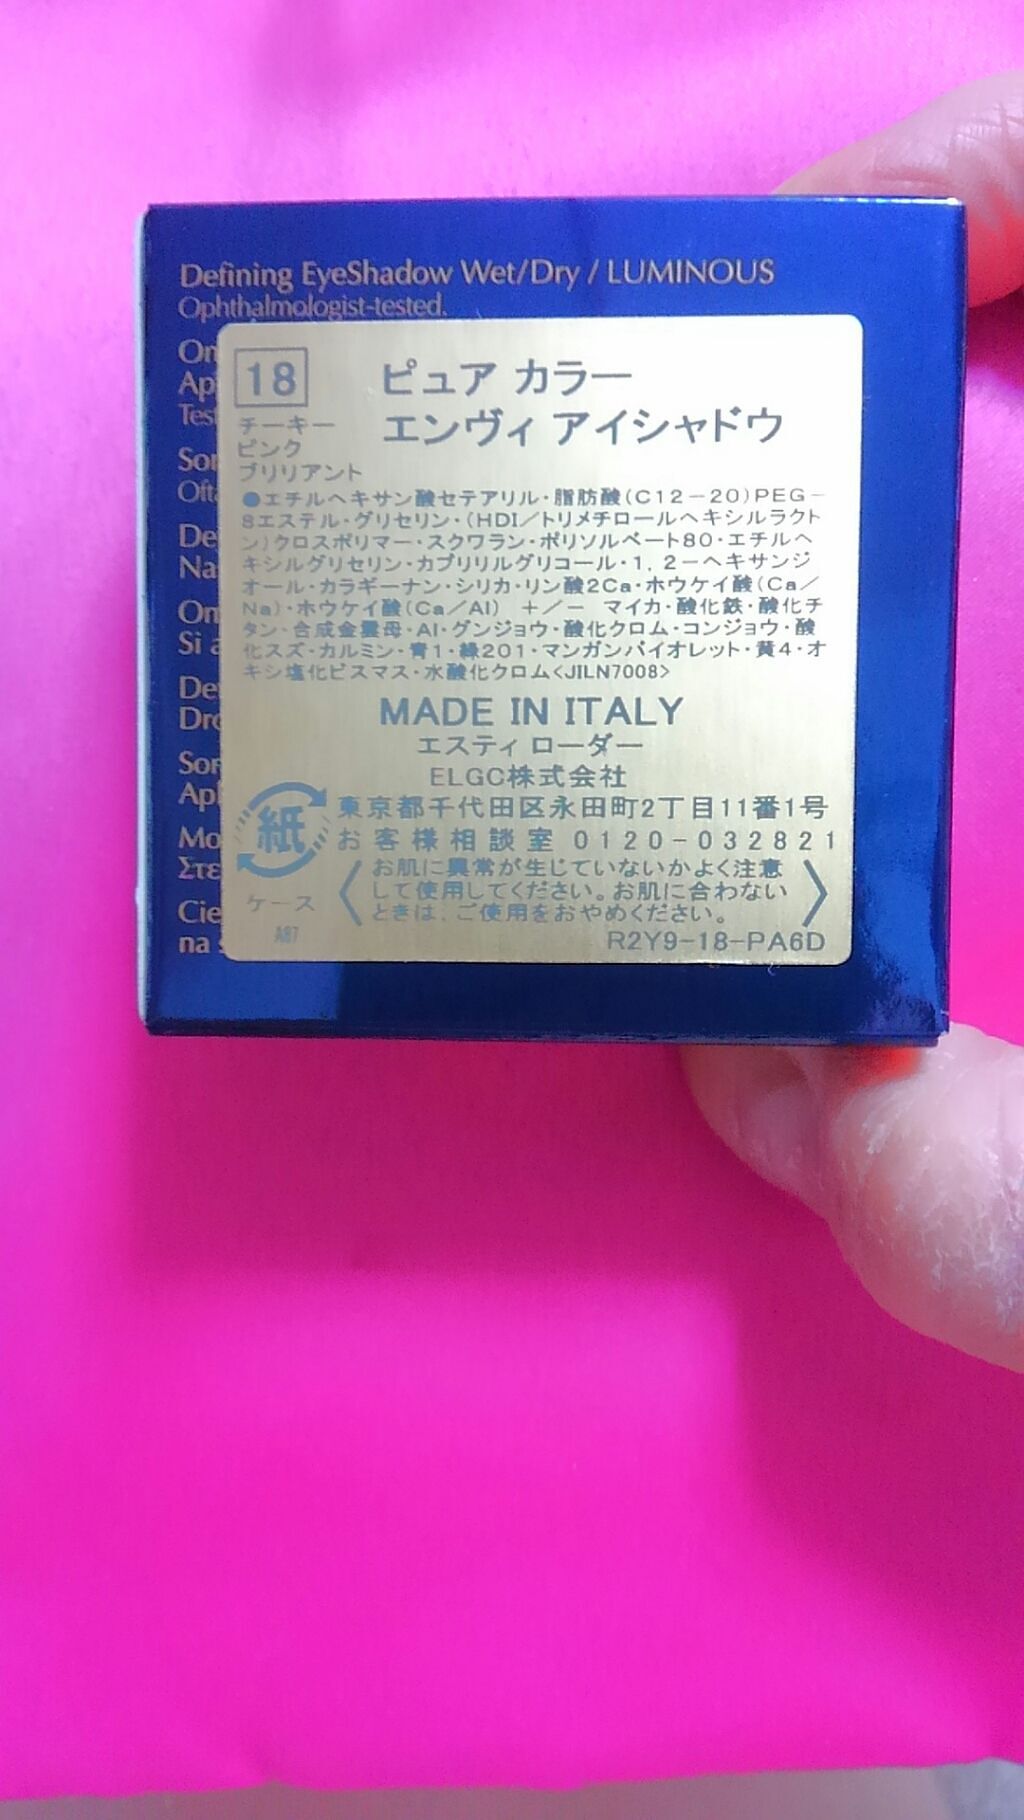 Defining EyeShadow Wet/Dry / LUMINOUS
Ophthalmologist-tested.
18
ピュア カラー
エンヴィ アイシャドウ
チーキー
ピンク
ブリリアント
●エチルヘキサン酸セテアリル・脂肪酸(C12-20)PEG-
8エステル・グリセリン・(HDI/トリメチロールヘキシルラクト
ン)クロスポリマー・スクワラン・ポリソルベート80・エチルヘ
キシルグリセリン・カプリリルグリコール・1, 2-ヘキサンジ
オール・カラギーナン・シリカ・リン酸2Ca・ホウケイ酸(Ca/
Na)・ホウケイ酸(Ca/Al) +/- マイカ・酸化鉄・酸化チ
タン・合成金雲母・Al・グンジョウ・酸化クロム・コンジョウ・酸
化スズ・カルミン・青1・緑201・マンガンバイオレット・黄4・オ
キシ塩化ビスマス・水酸化クロム<JILN7008>
MADE IN ITALY
エスティ ローダー
ELGC株式会社
東京都千代田区永田町2丁目11番1号
お客様相談室 0120-032821
紙
ケース
A87
〈お肌に異常が生じていないかよく注意
して使用してください。お肌に合わない
ときは、ご使用をおやめください。〉
R2Y9-18-PA6D